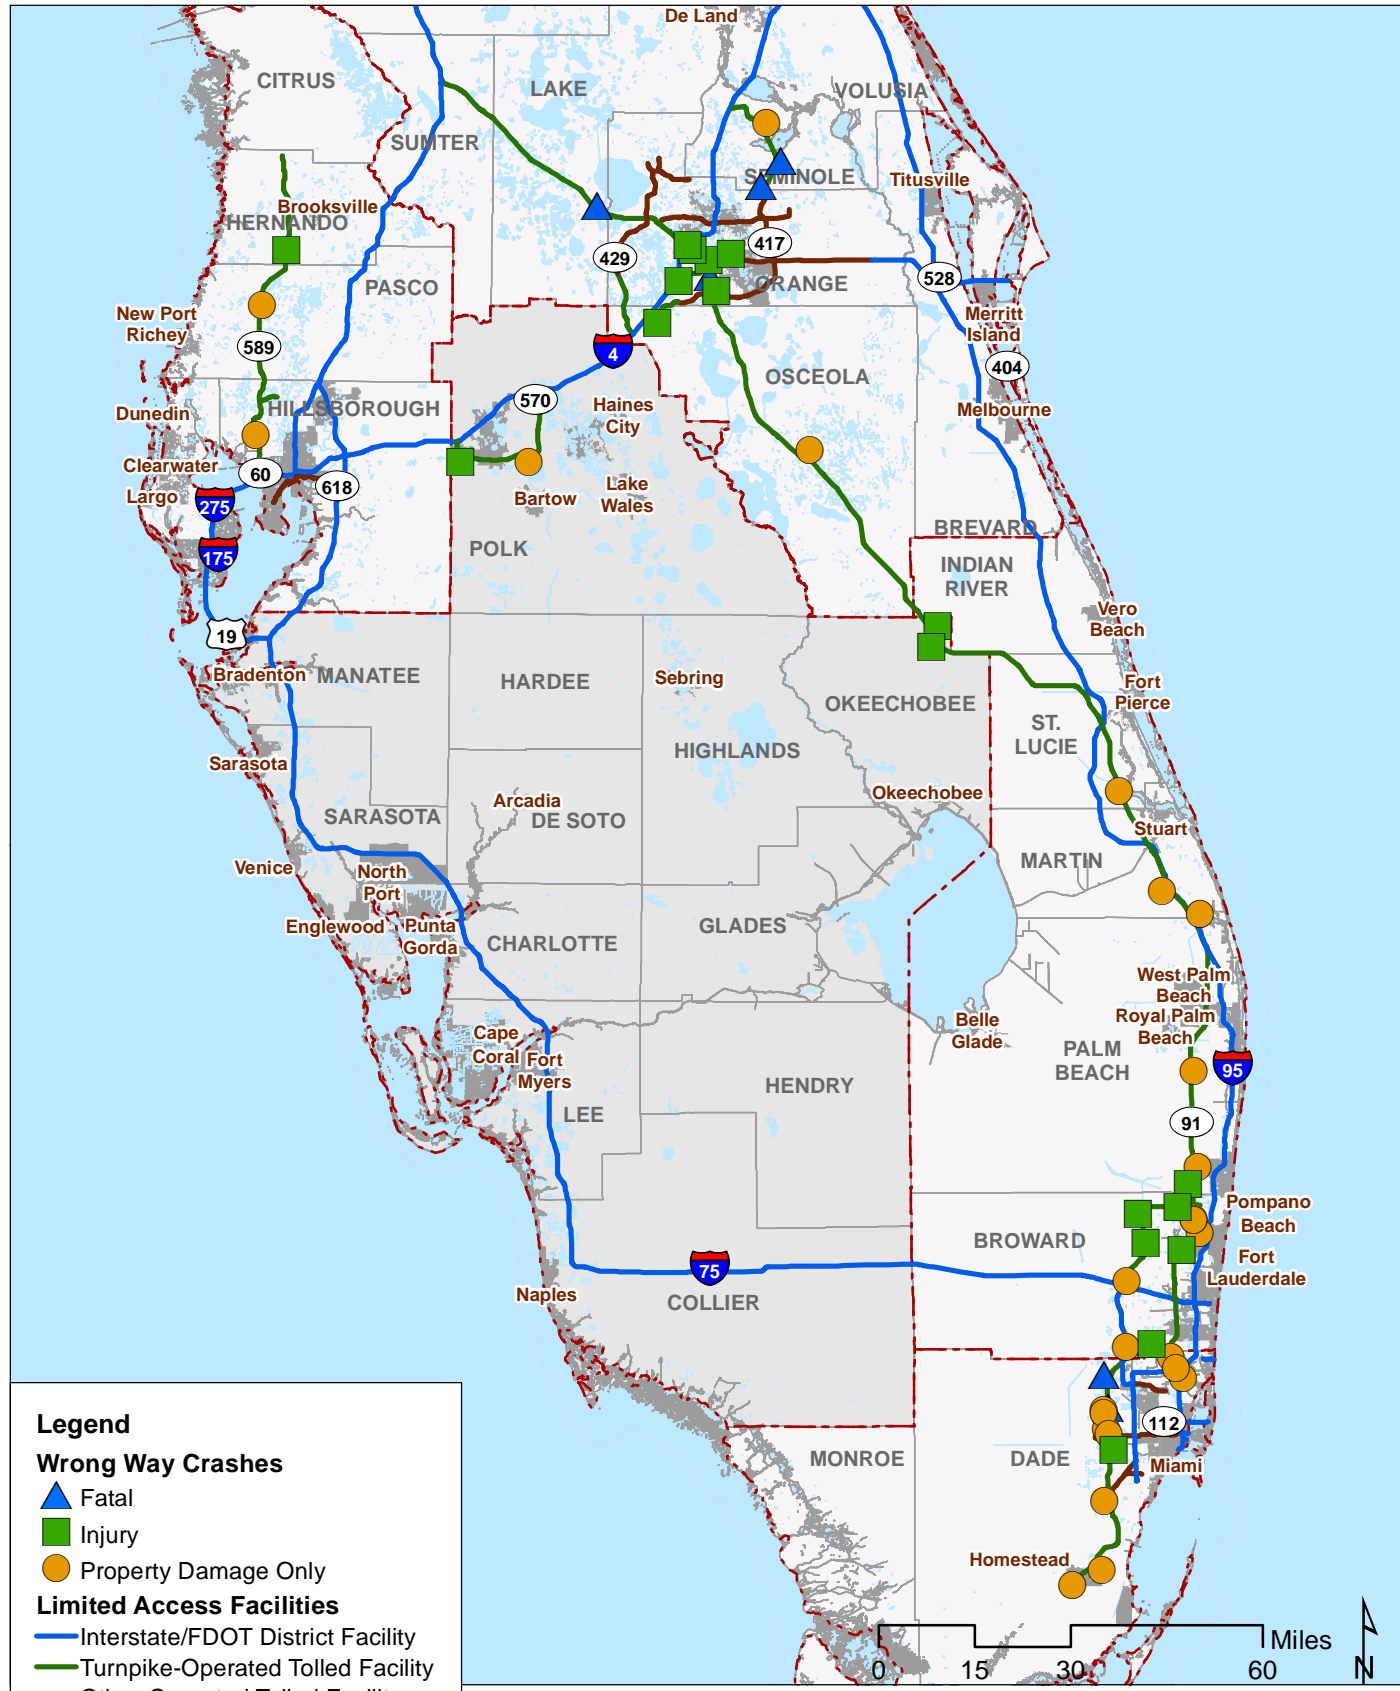 De Land
CITRUS
LAKE
VOLUSIA
SUMTER
SEMINOLE
Titusville
Brooksville
HERNANDO
417
429
528
ORANGE
PASCO
New Port
Richey
Merritt
Island
589
4
404
OSCEOLA
570
Haines
City
HILLSBOROUGH
Dunedin
Melbourne
Clearwater
60
618
Largo
275
Bartow
Lake
Wales
BREVARD
175
POLK
INDIAN
RIVER
Vero
Beach
19
Bradenton
MANATEE
HARDEE
Sebring
OKEECHOBEE
Fort
Pierce
ST.
LUCIE
HIGHLANDS
Sarasota
Okeechobee
Arcadia
SARASOTA
DE SOTO
Stuart
MARTIN
Venice
North
Port
Englewood
Punta
Gorda
CHARLOTTE
GLADES
West Palm
Beach
Royal Palm
Beach
Belle
Glade
Cape
Coral
Fort
Myers
PALM
BEACH
95
HENDRY
LEE
91
Pompano
Beach
BROWARD
Fort
Lauderdale
75
COLLIER
Naples
112
MONROE
DADE
Miami
Homestead
Legend
Wrong Way Crashes
Fatal
Injury
Property Damage Only
Limited Access Facilities
Interstate/FDOT District Facility
Turnpike-Operated Tolled Facility
Miles
0 15 30 60
N